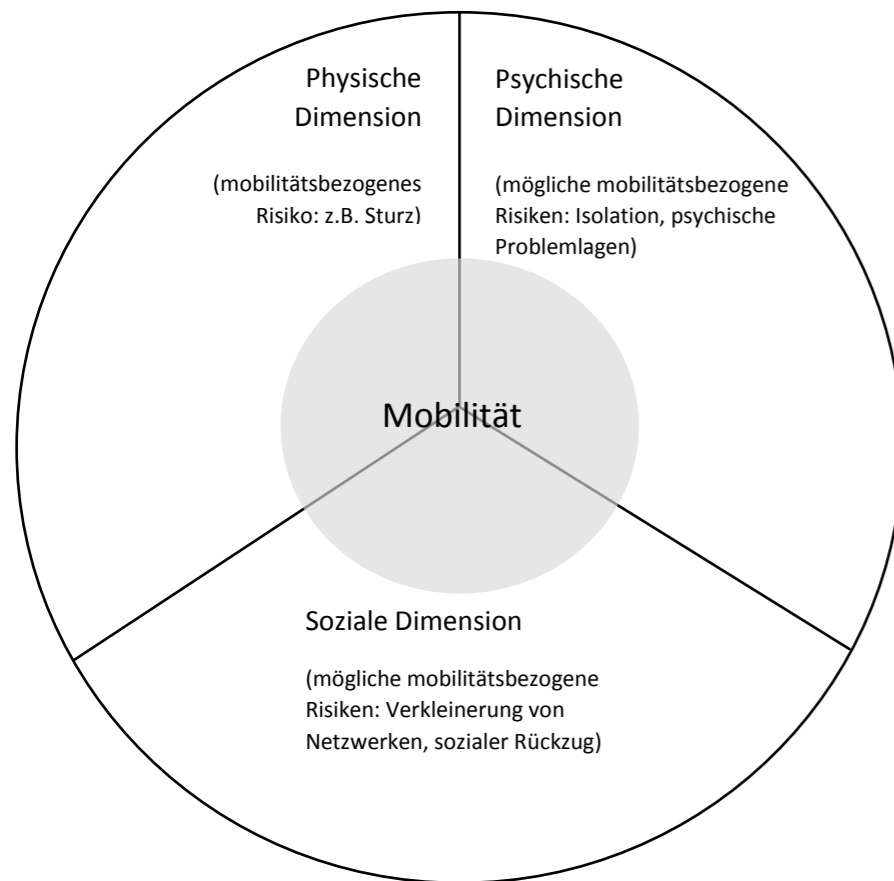 Physische
Dimension
(mobilitätsbezogenes
Risiko: z.B. Sturz)
Psychische
Dimension
(mögliche mobilitätsbezogene
Risiken: Isolation, psychische
Problemlagen)
Mobilität
Soziale Dimension
(mögliche mobilitätsbezogene
Risiken: Verkleinerung von
Netzwerken, sozialer Rückzug)